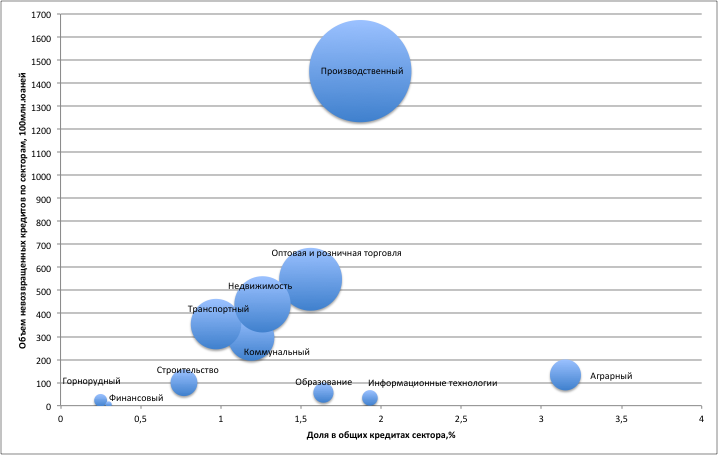 1700
1600
1500
1400
1300
1200
1100
1000
900
800
700
600
500
400
300
200
100
0
Объем невозвращенных кредитов по секторам, 100млн.юаней
Производственный
Оптовая и розничная торговля
Недвижимость
Транспортный
Коммунальный
Строительство
Горнорудный
Финансовый
Образование
Информационные технологии
Аграрный
0
0,5
1
1,5
2
2,5
3
3,5
4
Доля в общих кредитах сектора,%